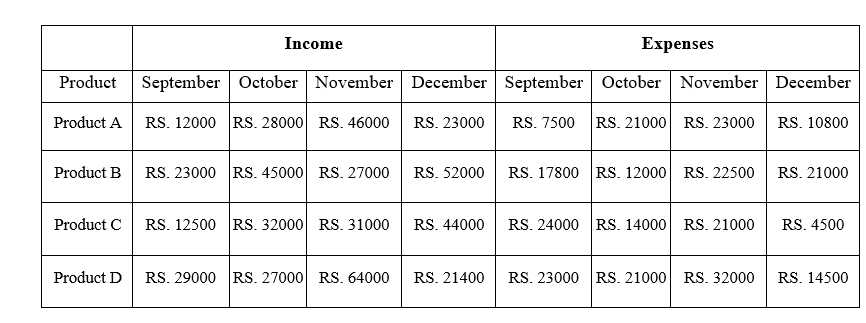 Income Expenses
Product September October November December September October November December
Product A RS. 12000 RS. 28000 RS. 46000 RS. 23000 RS. 7500 RS. 21000 RS. 23000 RS. 10800
Product B RS. 23000 RS. 45000 RS. 27000 RS. 52000 RS. 17800 RS. 12000 RS. 22500 RS. 21000
Product C RS. 12500 RS. 32000 RS. 31000 RS. 44000 RS. 24000 RS. 14000 RS. 21000 RS. 4500
Product D RS. 29000 RS. 27000 RS. 64000 RS. 21400 RS. 23000 RS. 21000 RS. 32000 RS. 14500